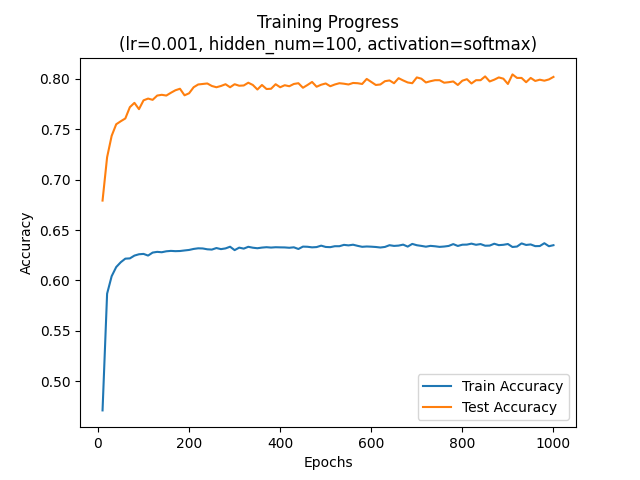 Training Progress
(lr=0.001, hidden_num=100, activation=softmax)
Accuracy
0.80
0.75
0.70
0.65
0.60
0.55
0.50
Train Accuracy
Test Accuracy
0 200 400 600 800 1000
Epochs